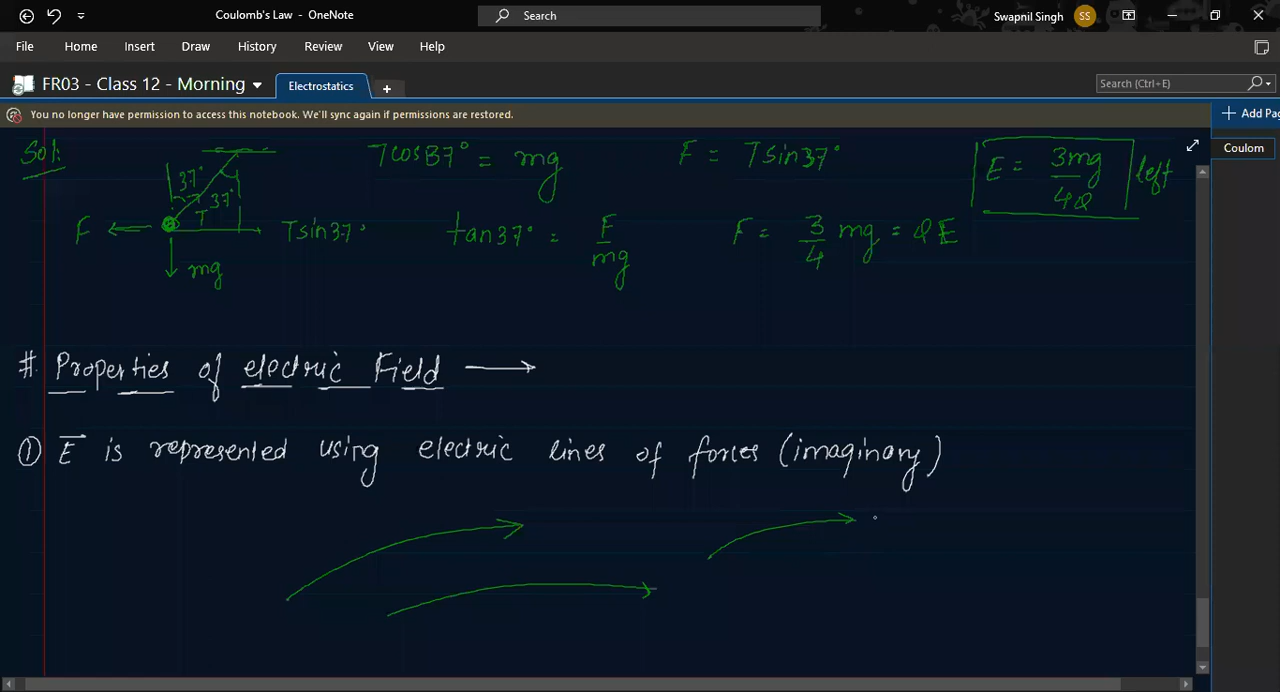 Coulomb's Law - OneNote
Search
Swapnil Singh
SS
File Home Insert Draw History Review View Help
FR03 - Class 12 - Morning
Electrostatics
+
Search (Ctrl+E)
You no longer have permission to access this notebook. We'll sync again if permissions are restored.
+ Add Pag
Coulom
Sol:
37°
37°
T
F
mg
Tsin37°
Tcos37° = mg
F = Tsin37°
E = 3mg/4Q left
tan37° = F/mg
F = 3/4 mg = QE
# Properties of electric Field →
① E is represented using electric lines of forces (imaginary)